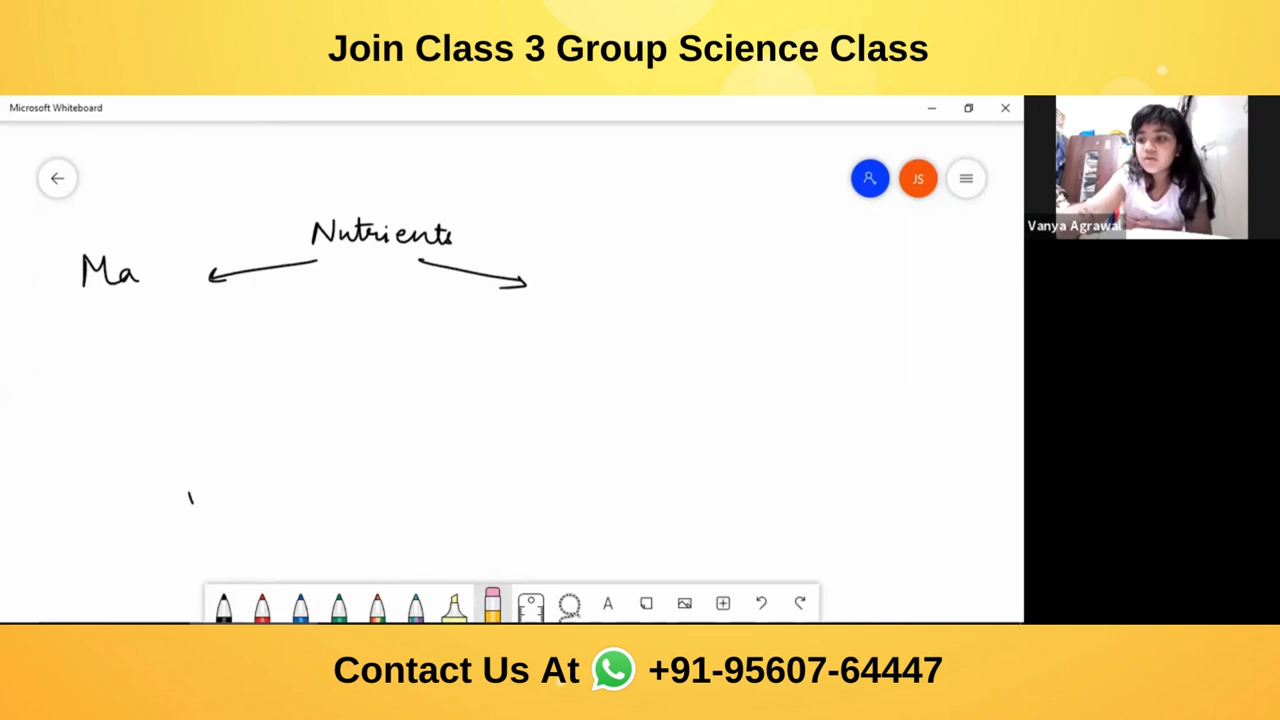 Join Class 3 Group Science Class
Microsoft Whiteboard
JS
Nutrients
Ma
Vanya Agrawal
A
Contact Us At +91-95607-64447